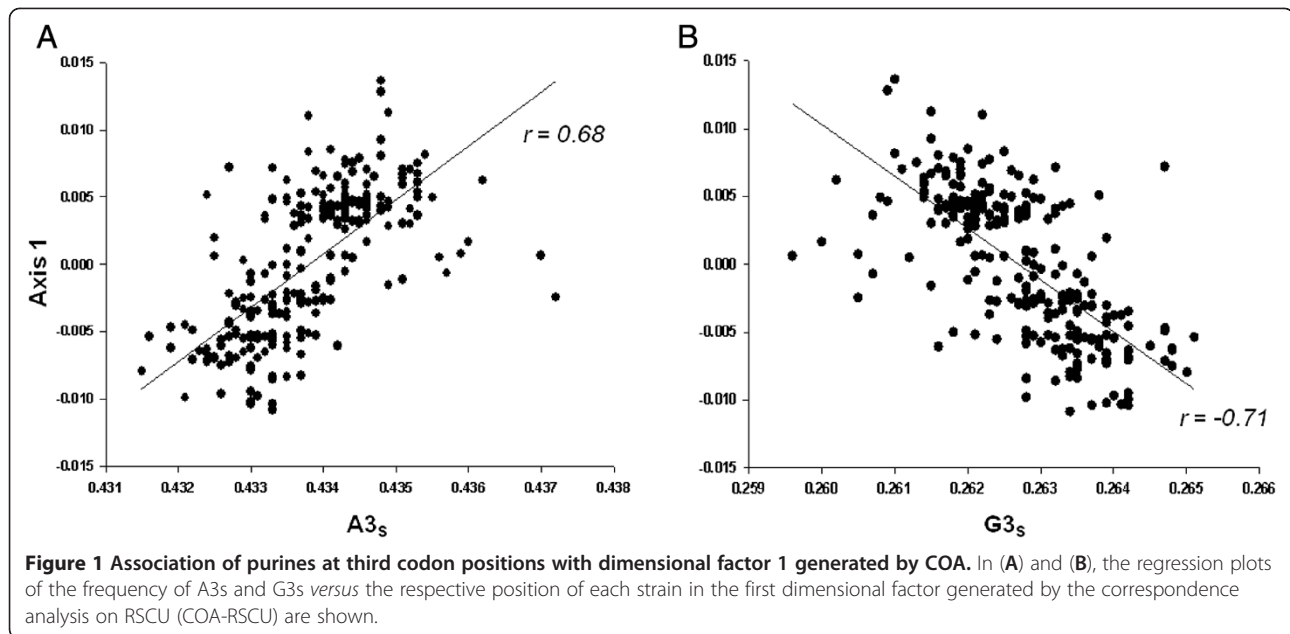 A
0.015
0.010
0.005
0.000
-0.005
-0.010
-0.015
Axis 1
r = 0.68
0.431 0.432 0.433 0.434 0.435 0.436 0.437 0.438
A3s
B
0.015
0.010
0.005
0.000
-0.005
-0.010
-0.015
r = -0.71
0.259 0.260 0.261 0.262 0.263 0.264 0.265 0.266
G3s
Figure 1 Association of purines at third codon positions with dimensional factor 1 generated by COA. In (A) and (B), the regression plots
of the frequency of A3s and G3s versus the respective position of each strain in the first dimensional factor generated by the correspondence
analysis on RSCU (COA-RSCU) are shown.